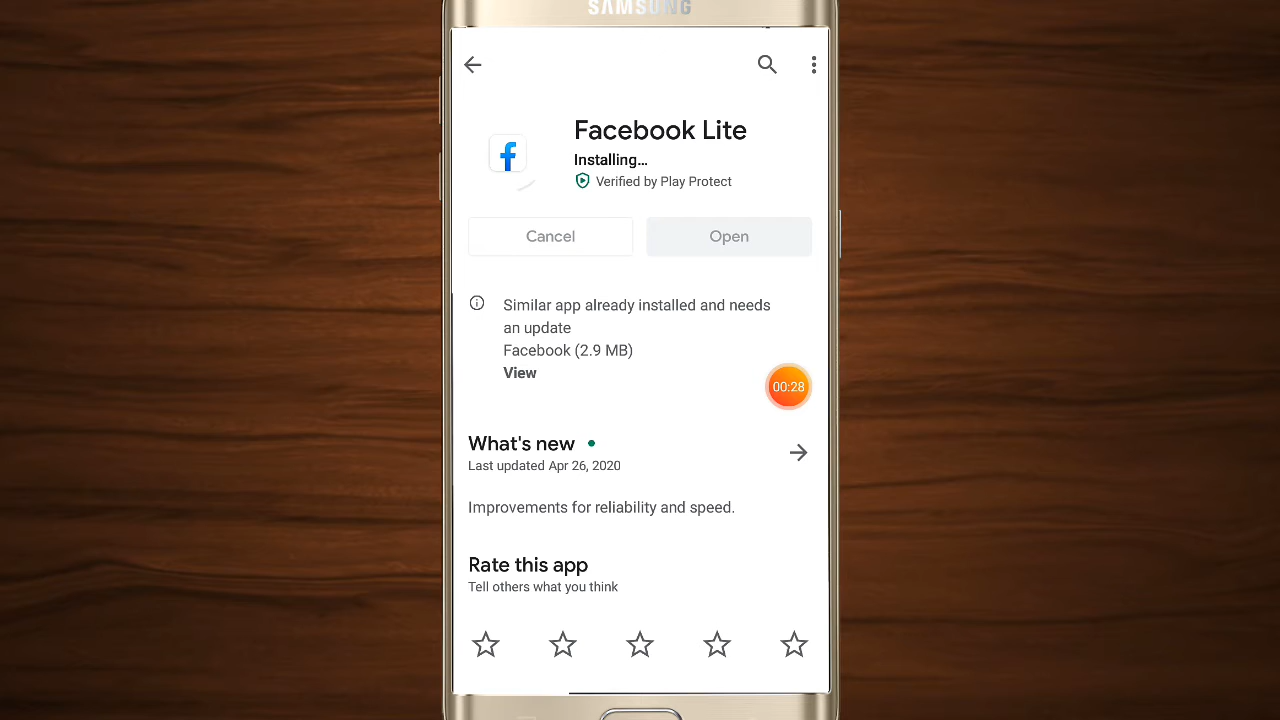 SAMSUNG
Facebook Lite
Installing...
Verified by Play Protect
Cancel
Open
Similar app already installed and needs
an update
Facebook (2.9 MB)
View
00:28
What's new
Last updated Apr 26, 2020
Improvements for reliability and speed.
Rate this app
Tell others what you think